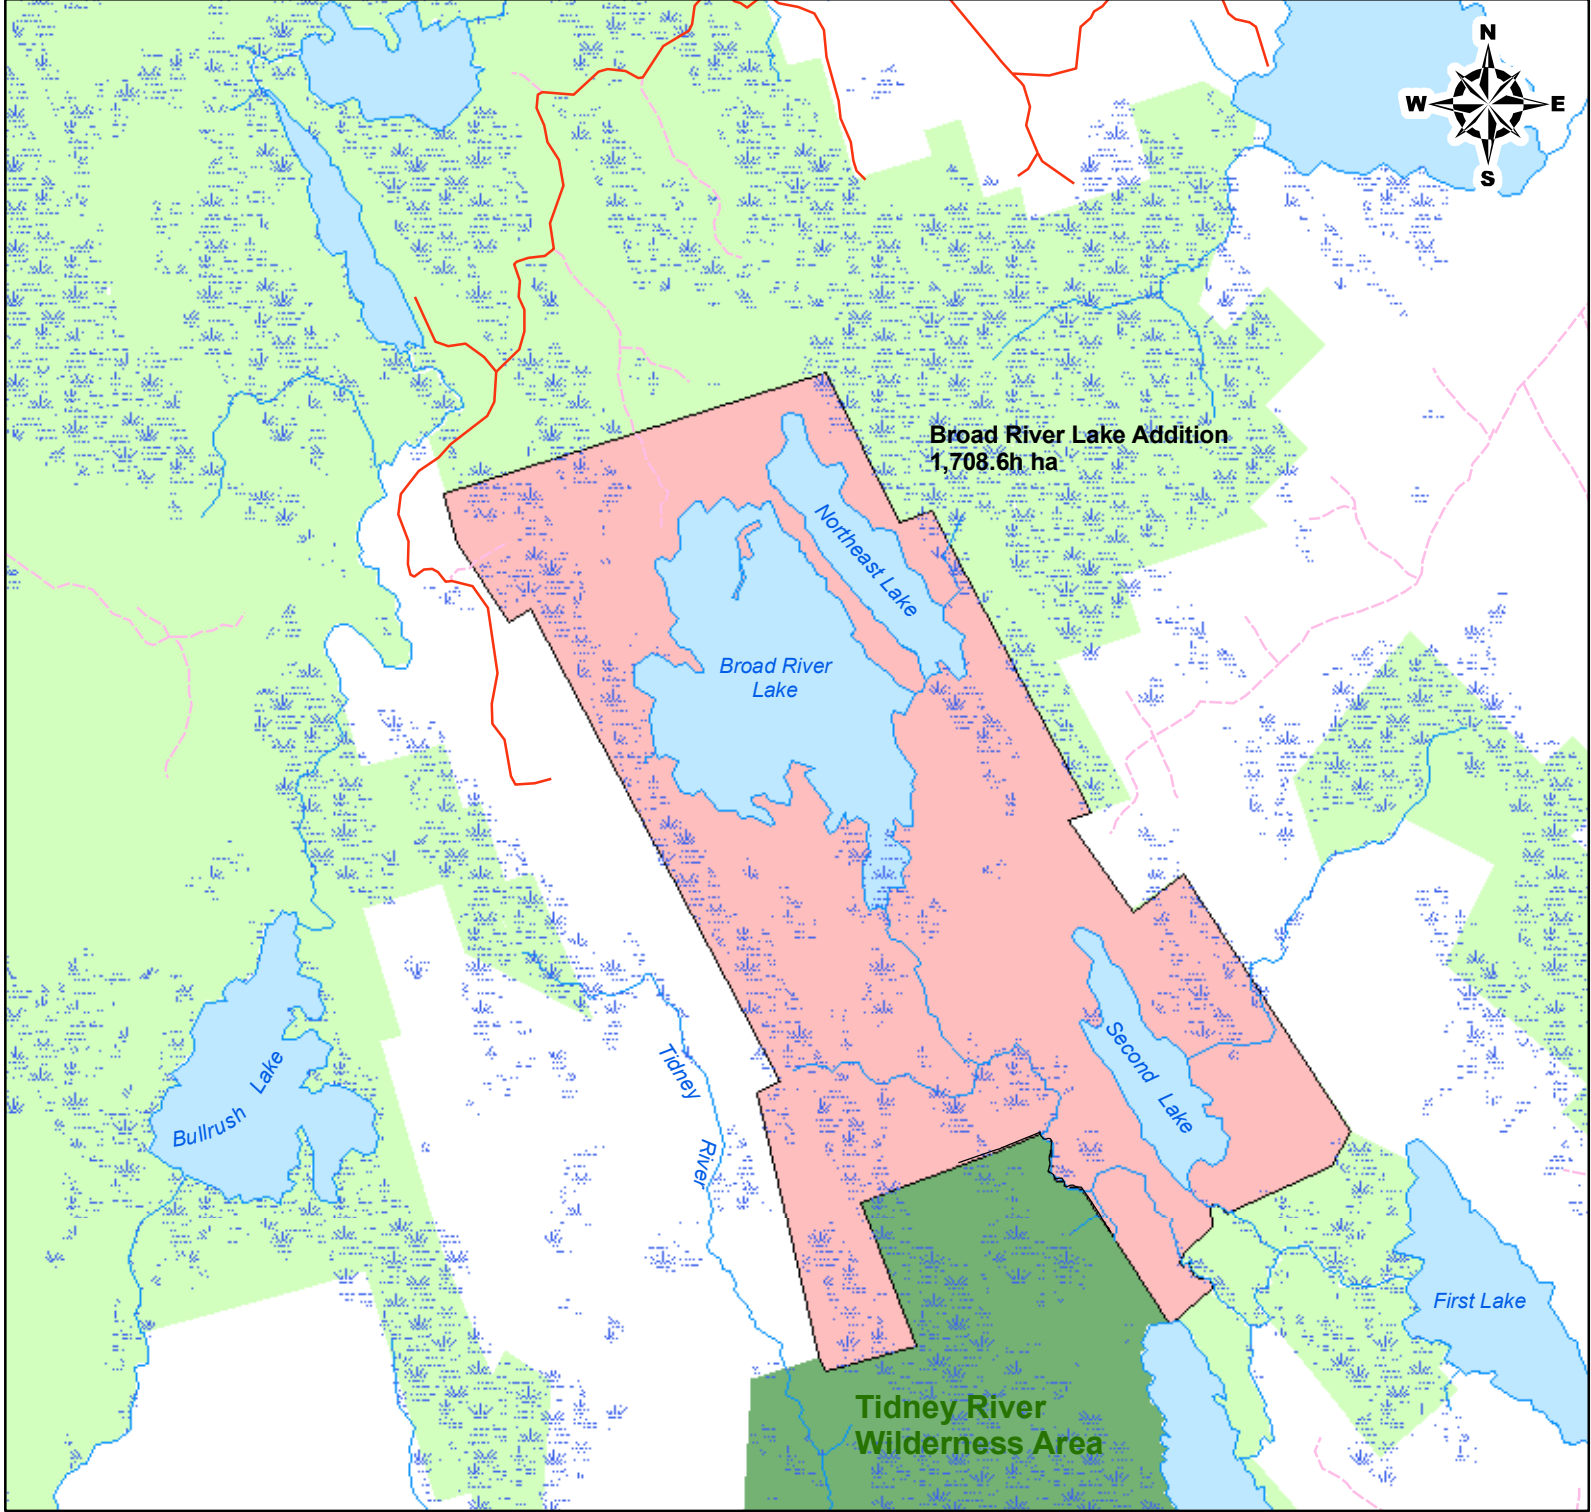 N
W E
S
Broad River Lake Addition
1,708.6h ha
Northeast Lake
Broad River
Lake
Second Lake
Bullrush Lake
Tidney
River
First Lake
Tidney River
Wilderness Area